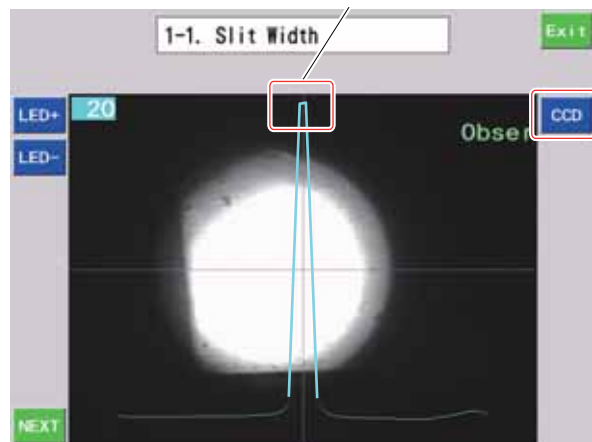 1-1. Slit Width
Exit
LED+
20
CCD
Obser
LED-
NEXT